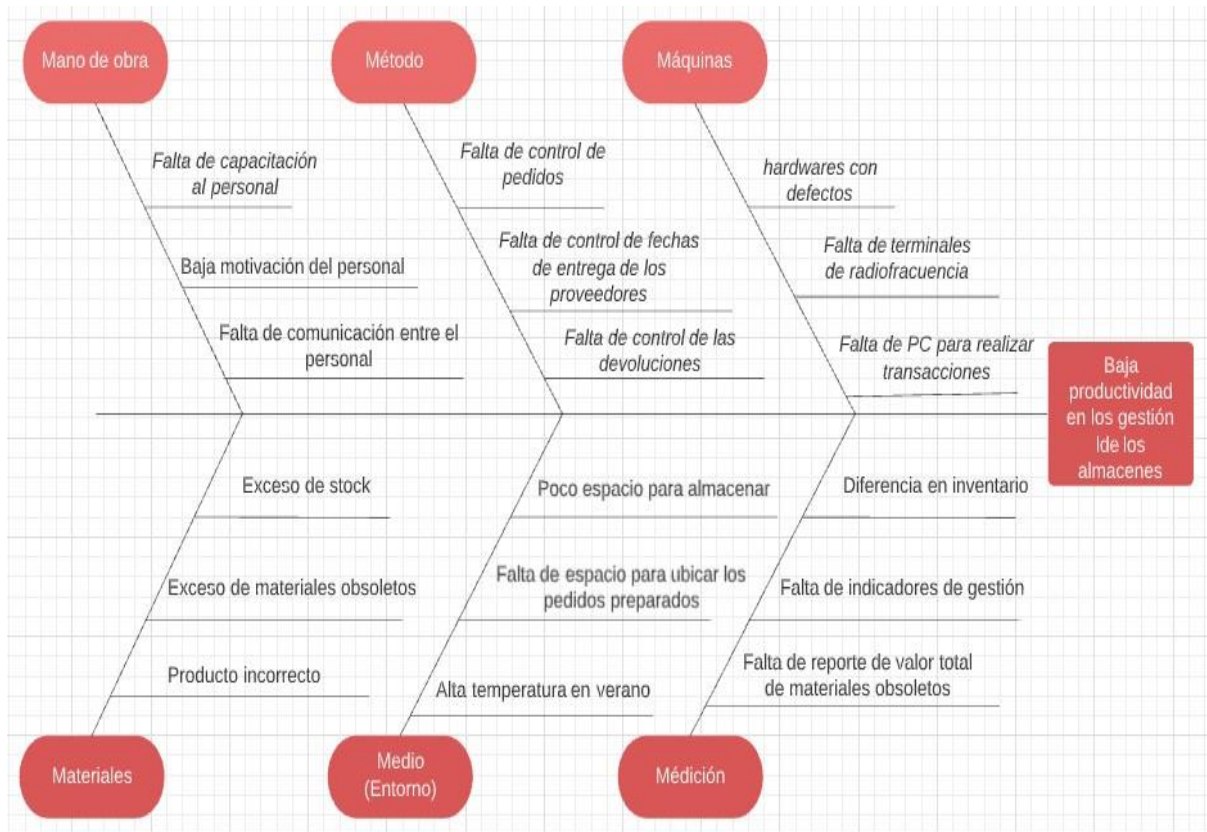 Mano de obra
Método
Máquinas
Falta de capacitación
al personal
Baja motivación del personal
Falta de comunicación entre el
personal
Falta de control de
pedidos
Falta de control de fechas
de entrega de los
proveedores
Falta de control de las
devoluciones
hardwares con
defectos
Falta de terminales
de radiofracuencia
Falta de PC para realizar
transacciones
Baja
productividad
en los gestión
lde los
almacenes
Exceso de stock
Exceso de materiales obsoletos
Producto incorrecto
Poco espacio para almacenar
Falta de espacio para ubicar los
pedidos preparados
Alta temperatura en verano
Diferencia en inventario
Falta de indicadores de gestión
Falta de reporte de valor total
de materiales obsoletos
Materiales
Medio
(Entorno)
Médición